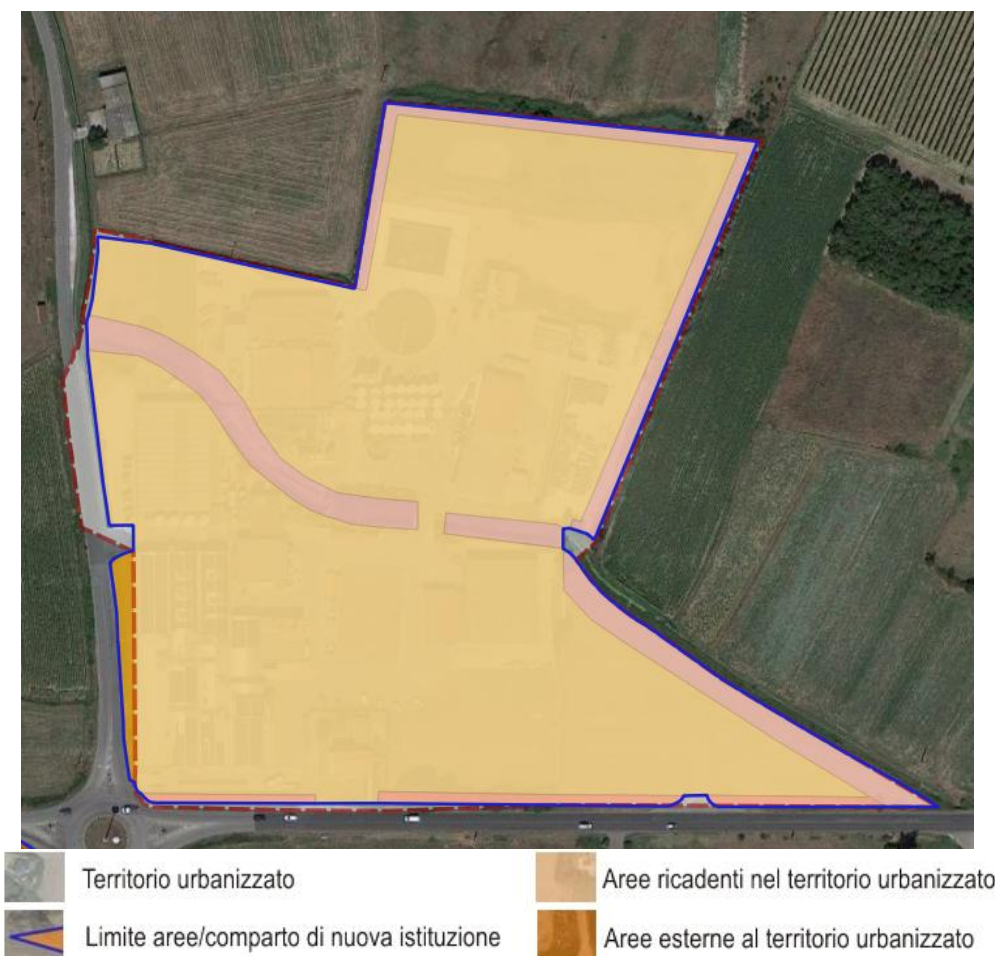 Territorio urbanizzato
Aree ricadenti nel territorio urbanizzato
Limite aree/comparto di nuova istituzione
Aree esterne al territorio urbanizzato